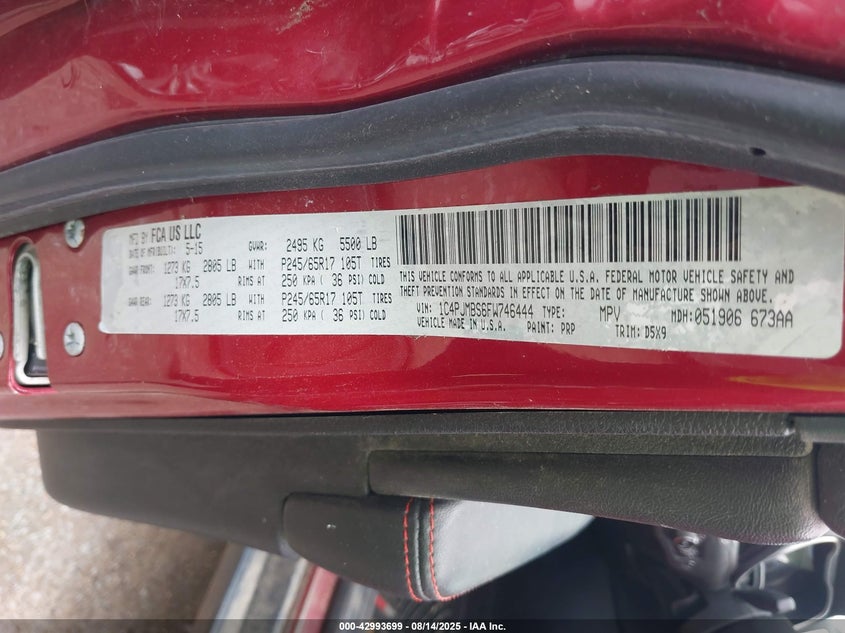 MFD BY FCA US LLC
DATE OF MFR(BUILT): 5-15 GVWR: 2495 KG 5500 LB
GAWR FRONT: 1273 KG 2805 LB WITH P245/65R17 105T TIRES
17X7.5 RIMS AT 250 KPA ( 36 PSI) COLD
GAWR REAR: 1273 KG 2805 LB WITH P245/65R17 105T TIRES
17X7.5 RIMS AT 250 KPA ( 36 PSI) COLD
THIS VEHICLE CONFORMS TO ALL APPLICABLE U.S.A. FEDERAL MOTOR VEHICLE SAFETY AND
THEFT PREVENTION STANDARDS IN EFFECT ON THE DATE OF MANUFACTURE SHOWN ABOVE.
VIN: 1C4PJMBS6FW746444 TYPE: MPV MDH: 051906 673AA
VEHICLE MADE IN U.S.A. PAINT: PRP TRIM: D5X9
000-42993699 - 08/14/2025 - IAA Inc.